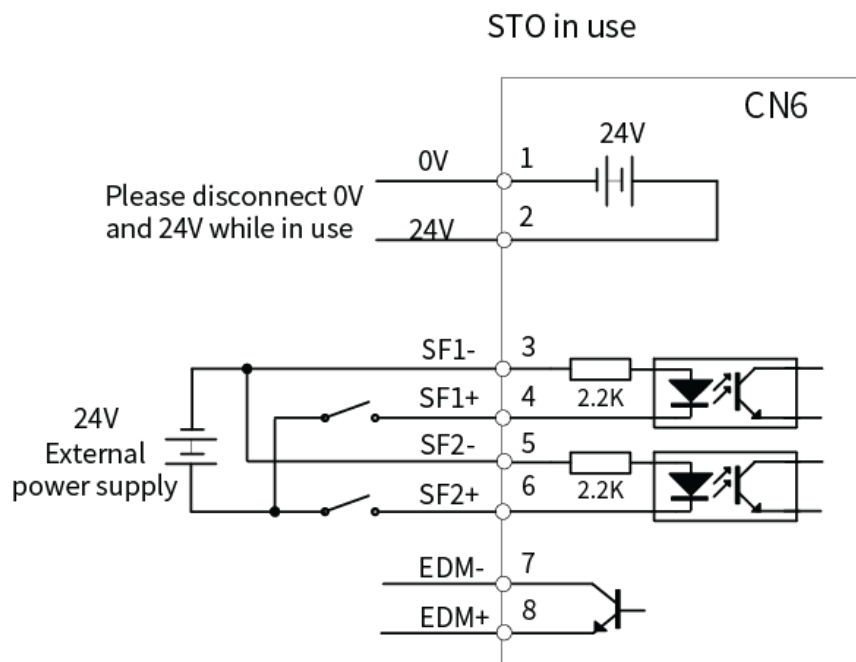 STO in use
CN6
24V
0V
1
Please disconnect 0V
and 24V while in use
24V
2
SF1-
3
2.2K
SF1+
4
24V
External
power supply
SF2-
5
2.2K
SF2+
6
EDM-
7
EDM+
8